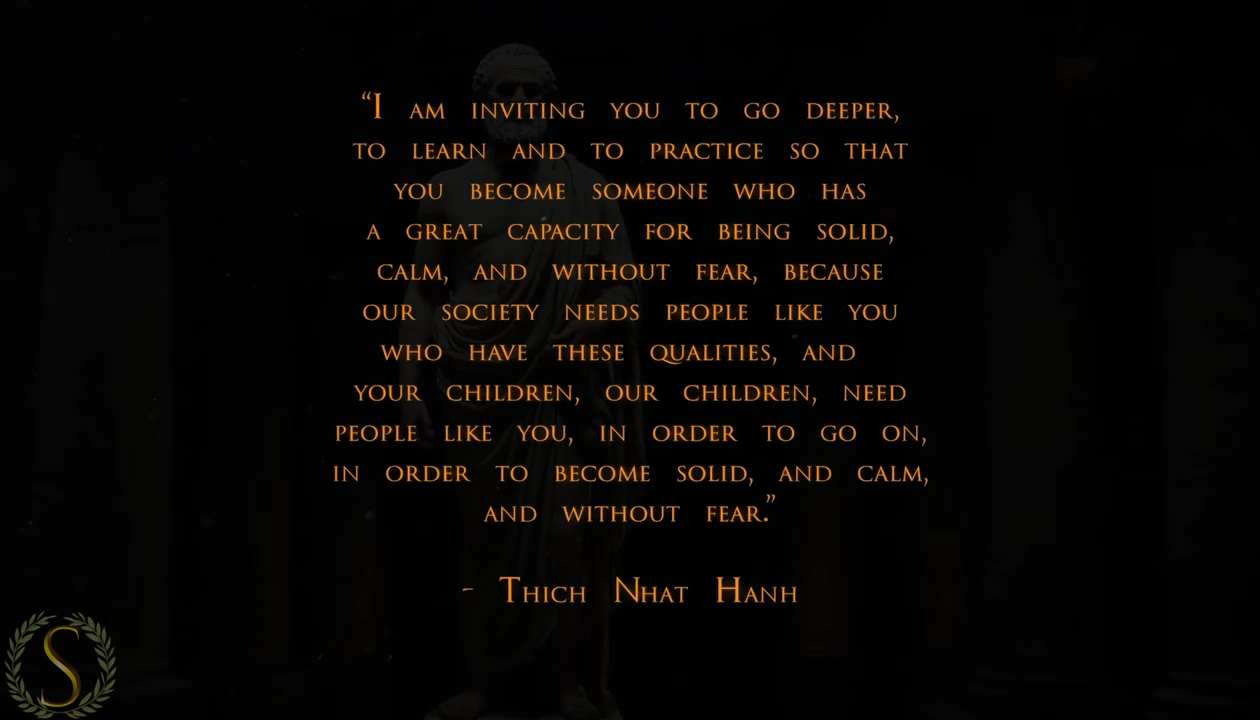 “I AM INVITING YOU TO GO DEEPER,
TO LEARN AND TO PRACTICE SO THAT
YOU BECOME SOMEONE WHO HAS
A GREAT CAPACITY FOR BEING SOLID,
CALM, AND WITHOUT FEAR, BECAUSE
OUR SOCIETY NEEDS PEOPLE LIKE YOU
WHO HAVE THESE QUALITIES, AND
YOUR CHILDREN, OUR CHILDREN, NEED
PEOPLE LIKE YOU, IN ORDER TO GO ON,
IN ORDER TO BECOME SOLID, AND CALM,
AND WITHOUT FEAR.”
- THICH NHAT HANH
S